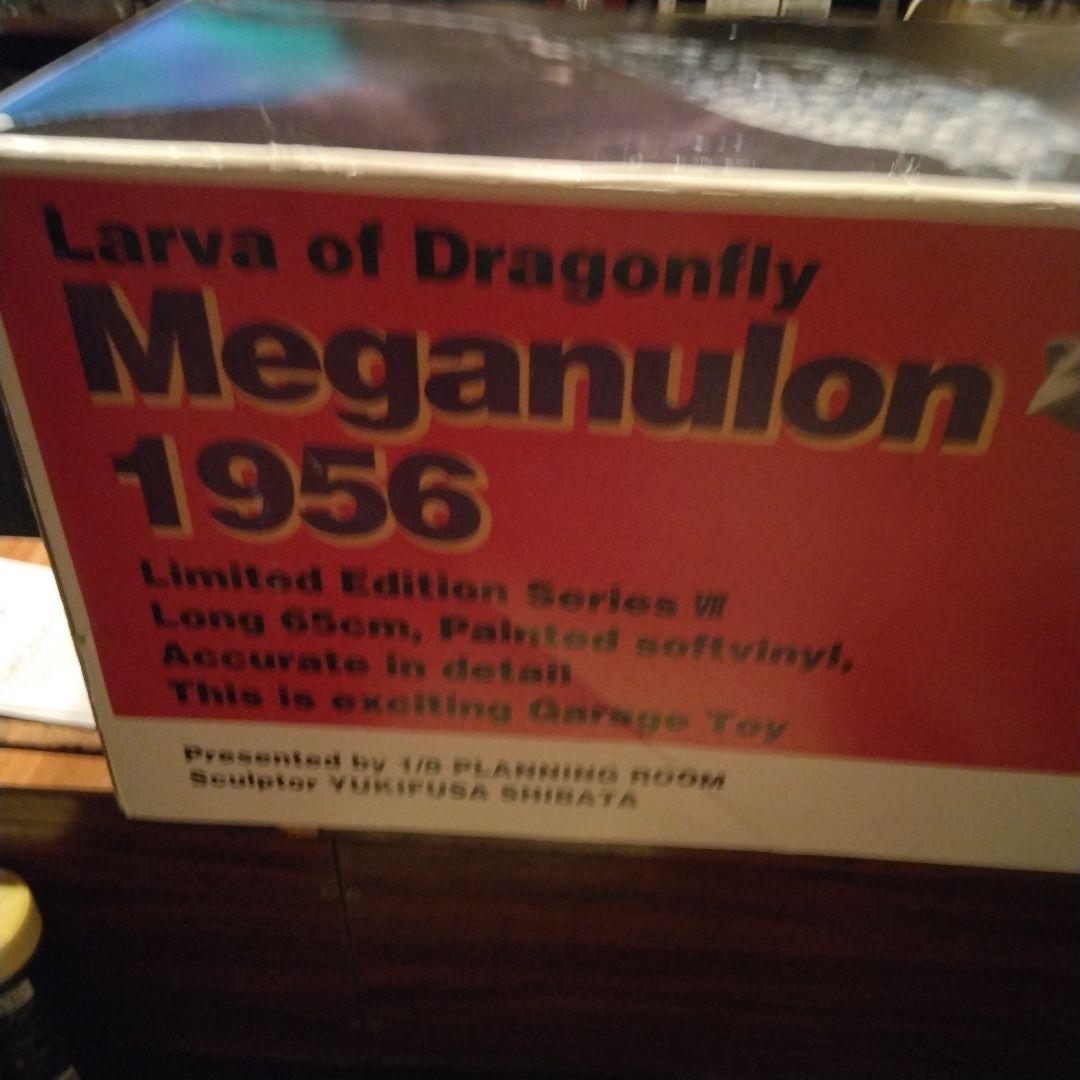 Larva of Dragonfly
Meganulon
1956
Limited Edition Series Ⅶ
Long 65cm, Painted softvinyl,
Accurate in detail
This is exciting Garage Toy
Presented by 1/8 PLANNING ROOM
Sculptor YUKIFUSA SHIBATA